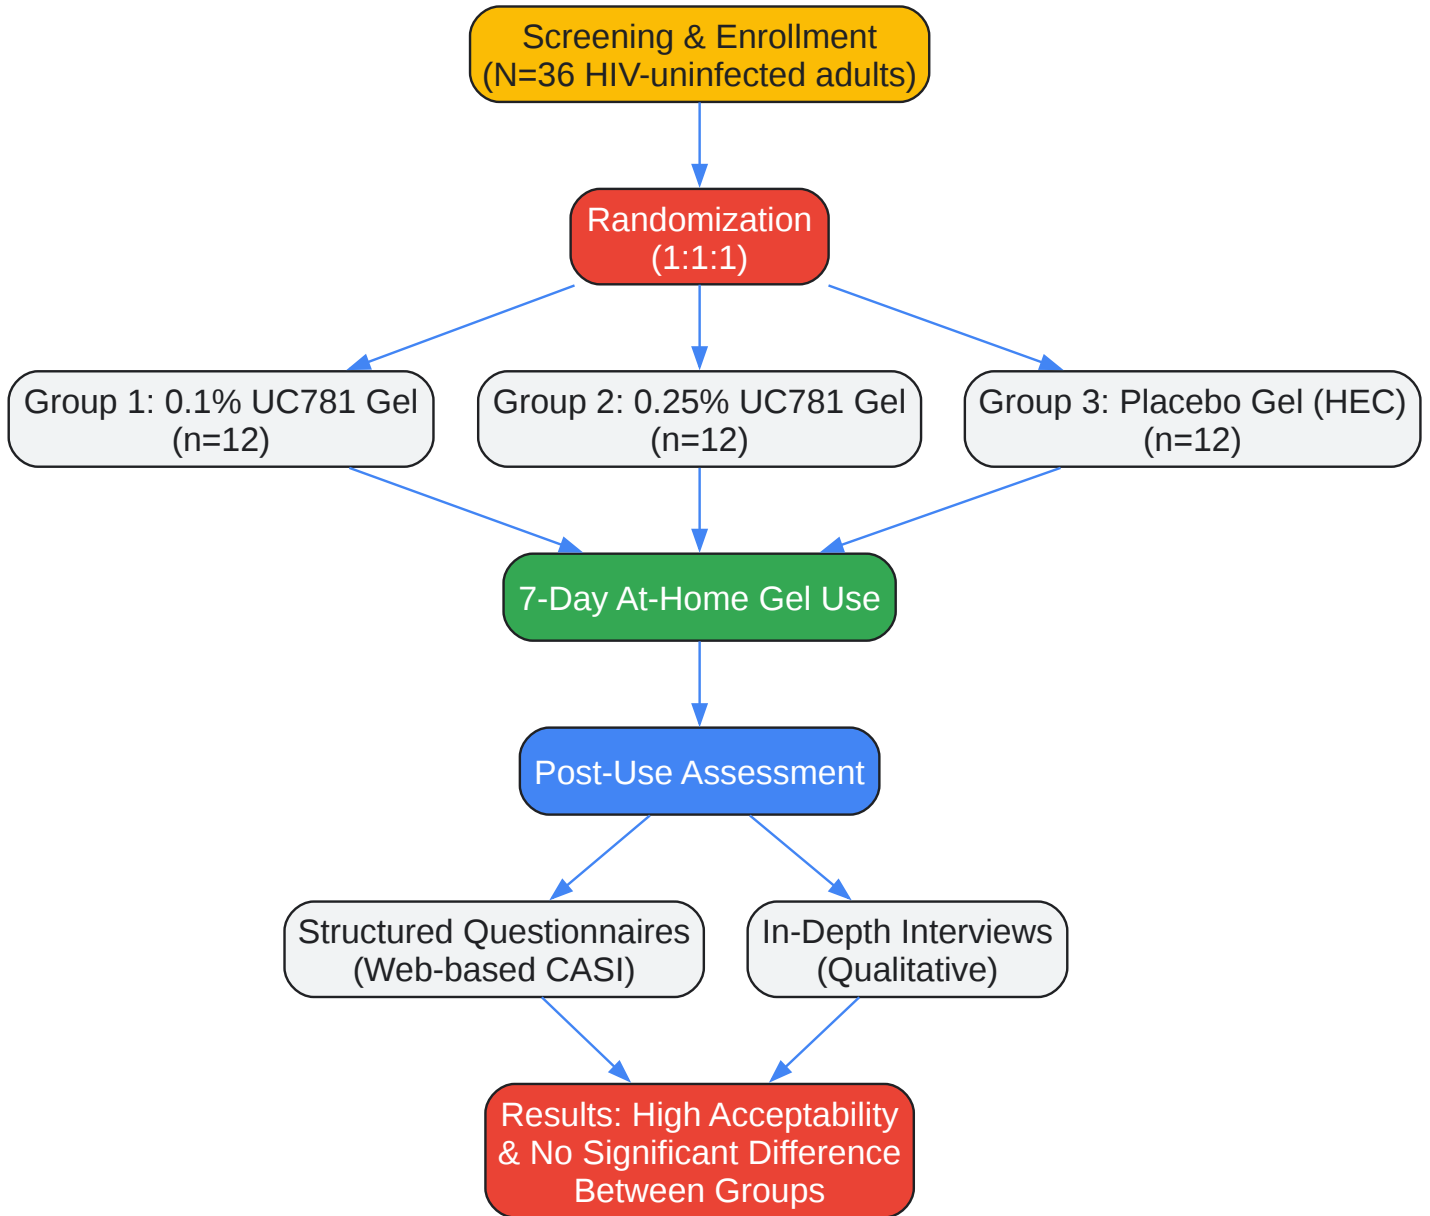 Screening & Enrollment
(N=36 HIV-uninfected adults)
Randomization
(1:1:1)
Group 1: 0.1% UC781 Gel
(n=12)
Group 2: 0.25% UC781 Gel
(n=12)
Group 3: Placebo Gel (HEC)
(n=12)
7-Day At-Home Gel Use
Post-Use Assessment
Structured Questionnaires
(Web-based CASI)
In-Depth Interviews
(Qualitative)
Results: High Acceptability
& No Significant Difference
Between Groups